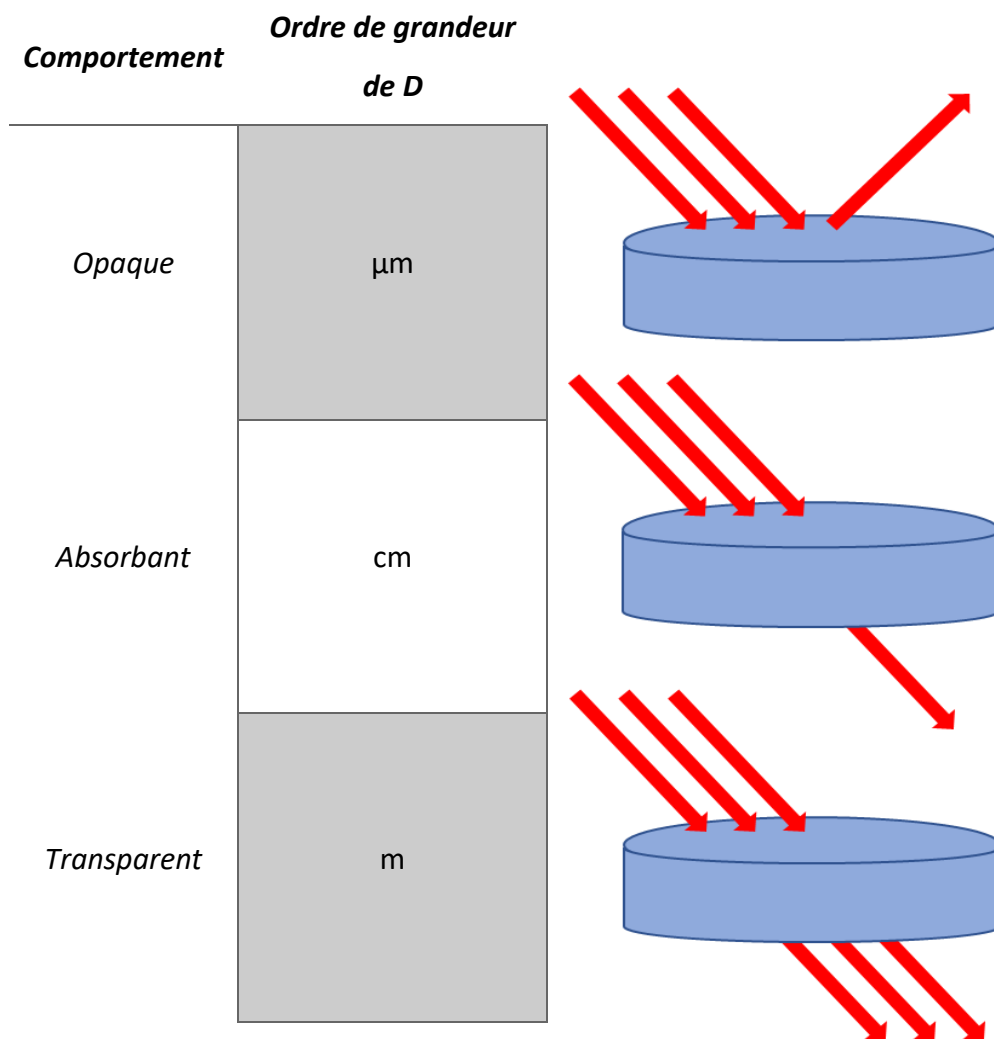 Comportement
Ordre de grandeur
de D
Opaque
µm
Absorbant
cm
Transparent
m